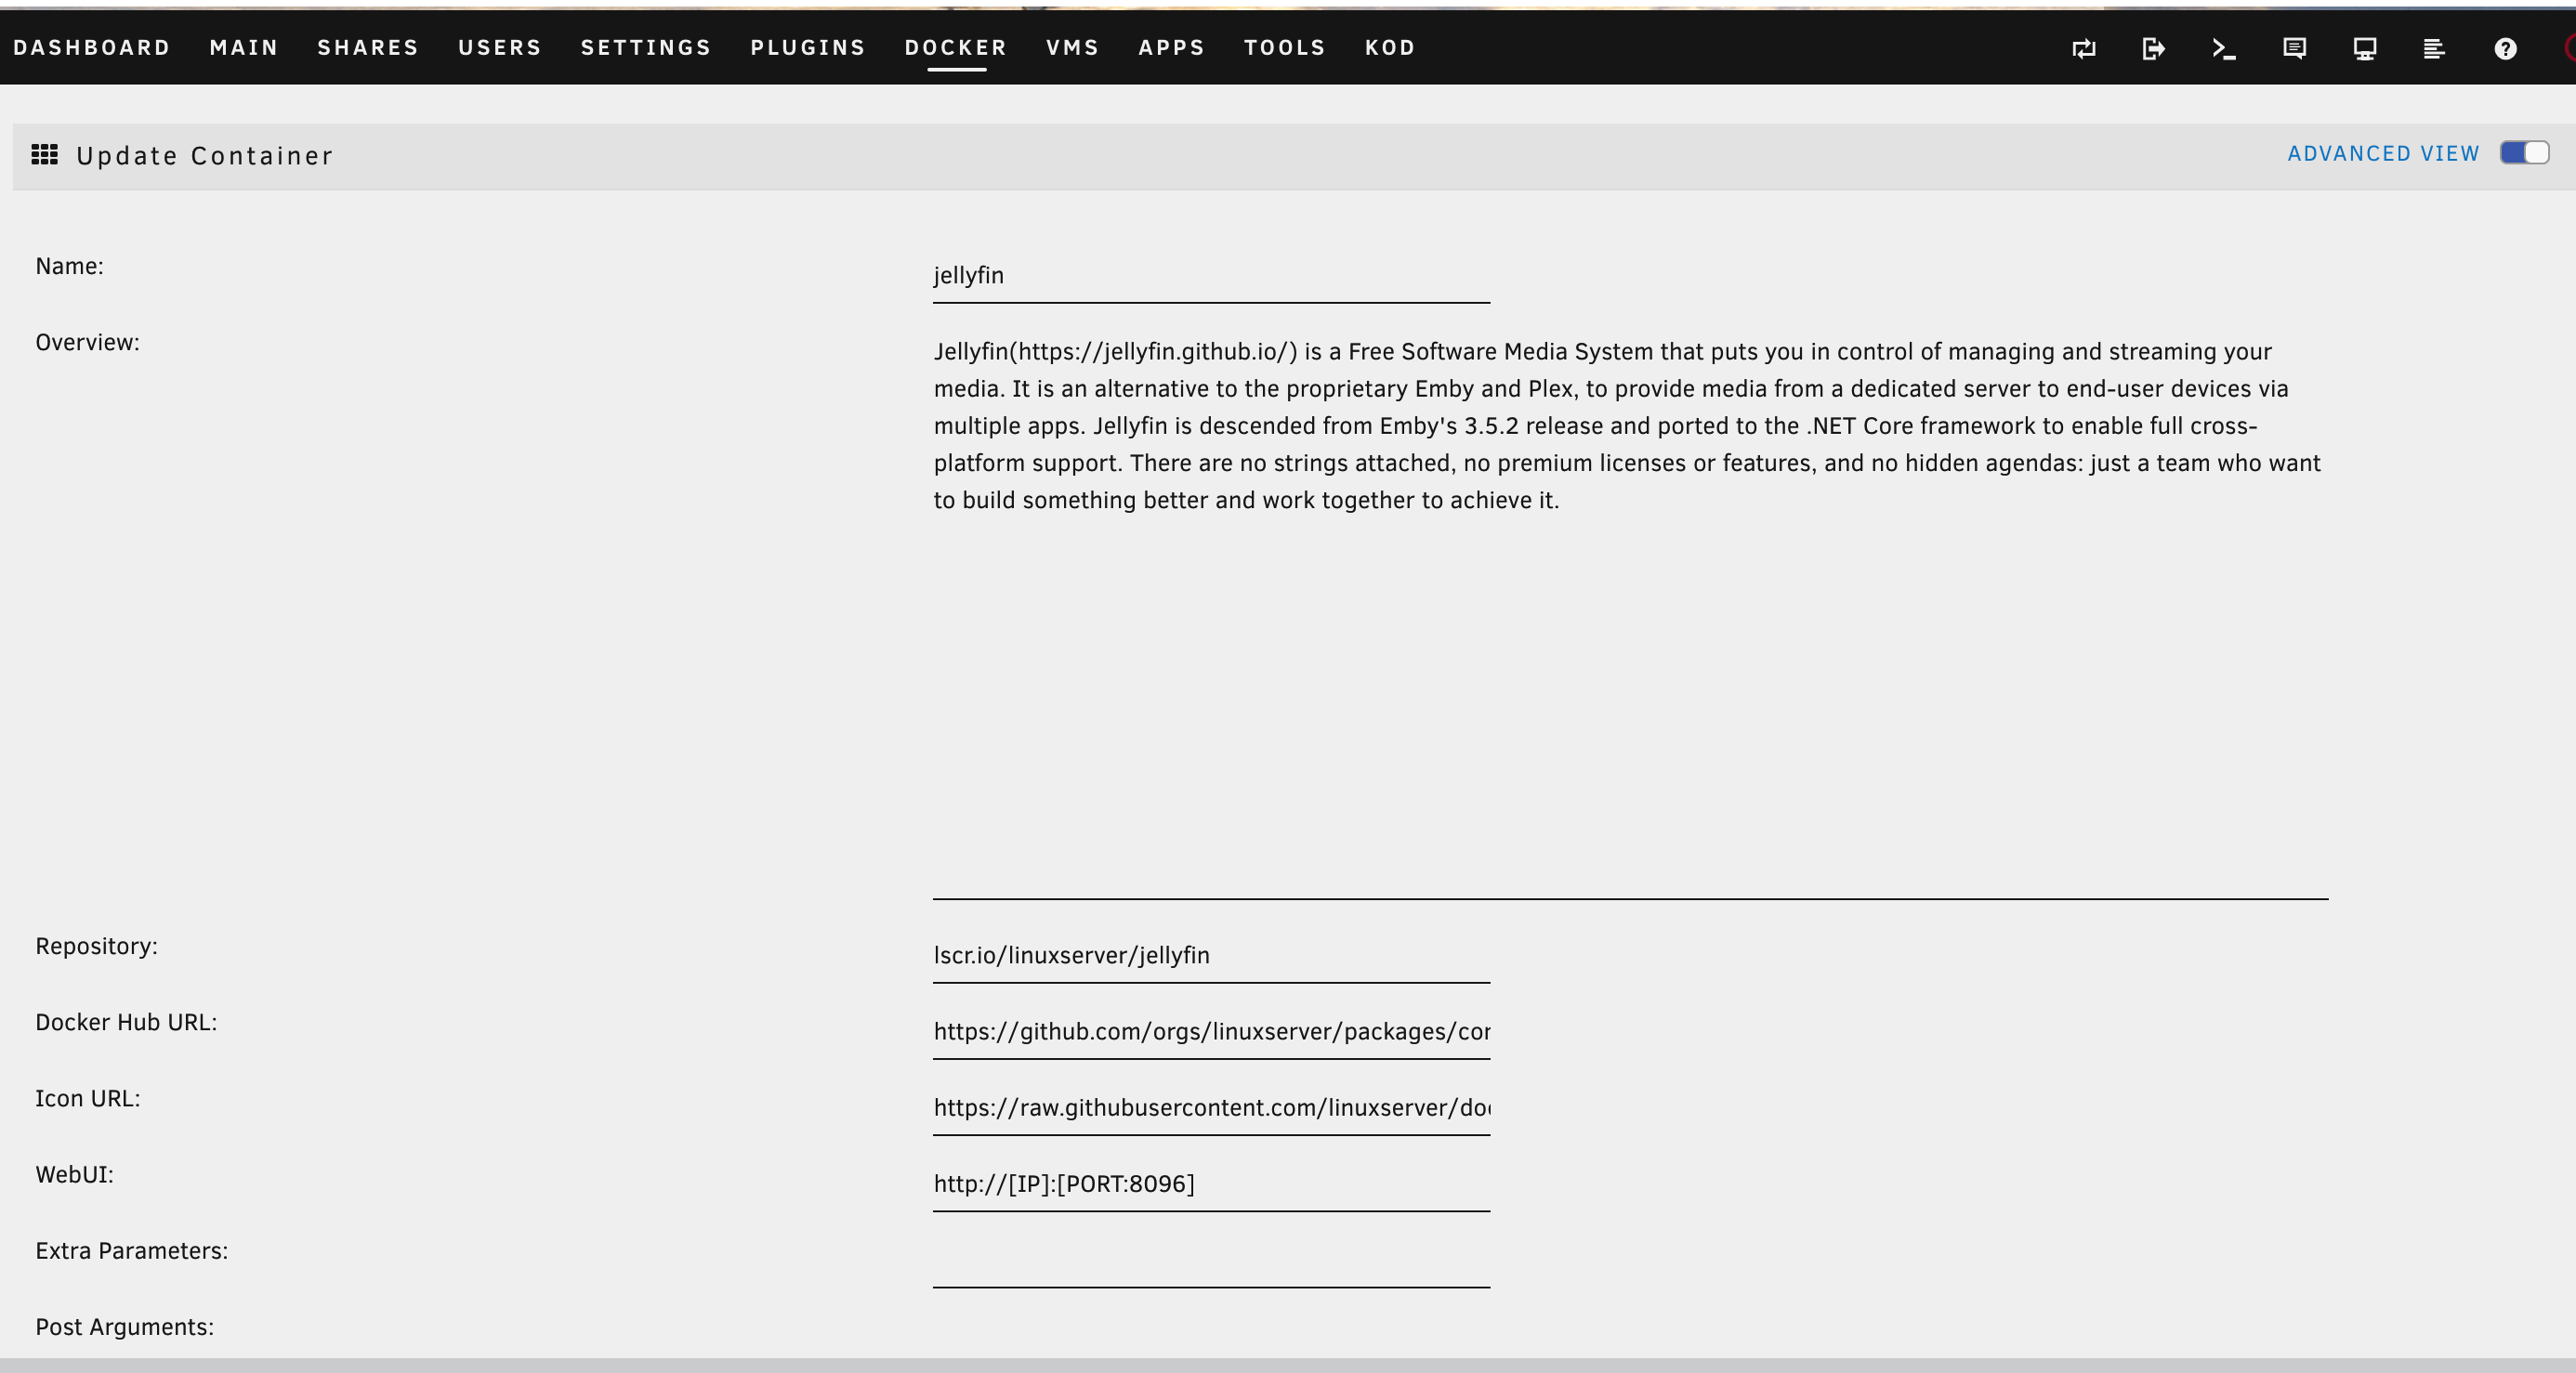 DASHBOARD MAIN SHARES USERS SETTINGS PLUGINS DOCKER VMS APPS TOOLS KOD
Update Container
ADVANCED VIEW
Name:
jellyfin
Overview:
Jellyfin(https://jellyfin.github.io/) is a Free Software Media System that puts you in control of managing and streaming your
media. It is an alternative to the proprietary Emby and Plex, to provide media from a dedicated server to end-user devices via
multiple apps. Jellyfin is descended from Emby's 3.5.2 release and ported to the .NET Core framework to enable full cross-
platform support. There are no strings attached, no premium licenses or features, and no hidden agendas: just a team who want
to build something better and work together to achieve it.
Repository:
lscr.io/linuxserver/jellyfin
Docker Hub URL:
https://github.com/orgs/linuxserver/packages/con
Icon URL:
https://raw.githubusercontent.com/linuxserver/doc
WebUI:
http://[IP]:[PORT:8096]
Extra Parameters:
Post Arguments: